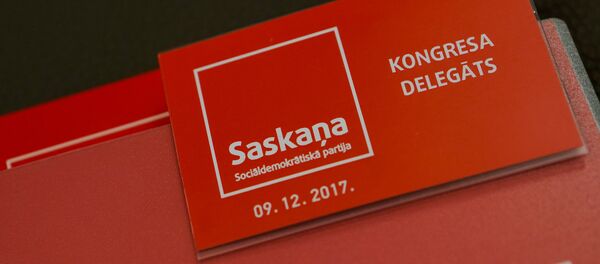 Saskaņa
Sociāldemokrātiskā partija
09. 12. 2017.
KONGRESA
DELEGĀTS